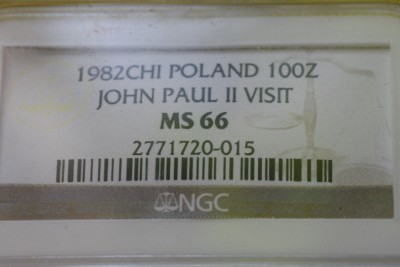 1982CHI POLAND 100Z
JOHN PAUL II VISIT
MS 66
2771720-015
NGC